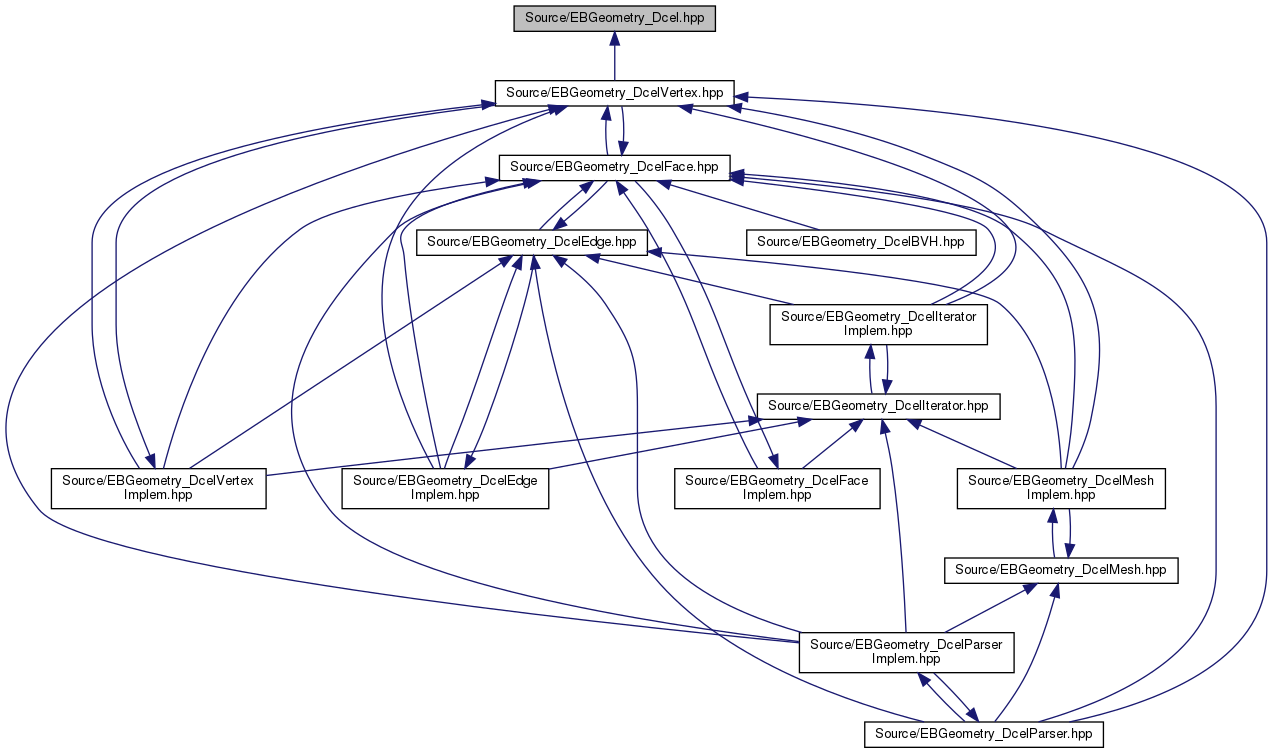 Source/EBGeometry_Dcel.hpp
Source/EBGeometry_DcelVertex.hpp
Source/EBGeometry_DcelFace.hpp
Source/EBGeometry_DcelEdge.hpp
Source/EBGeometry_DcelBVH.hpp
Source/EBGeometry_DcelIterator
Implem.hpp
Source/EBGeometry_DcelIterator.hpp
Source/EBGeometry_DcelVertex
Implem.hpp
Source/EBGeometry_DcelEdge
Implem.hpp
Source/EBGeometry_DcelFace
Implem.hpp
Source/EBGeometry_DcelMesh
Implem.hpp
Source/EBGeometry_DcelMesh.hpp
Source/EBGeometry_DcelParser
Implem.hpp
Source/EBGeometry_DcelParser.hpp